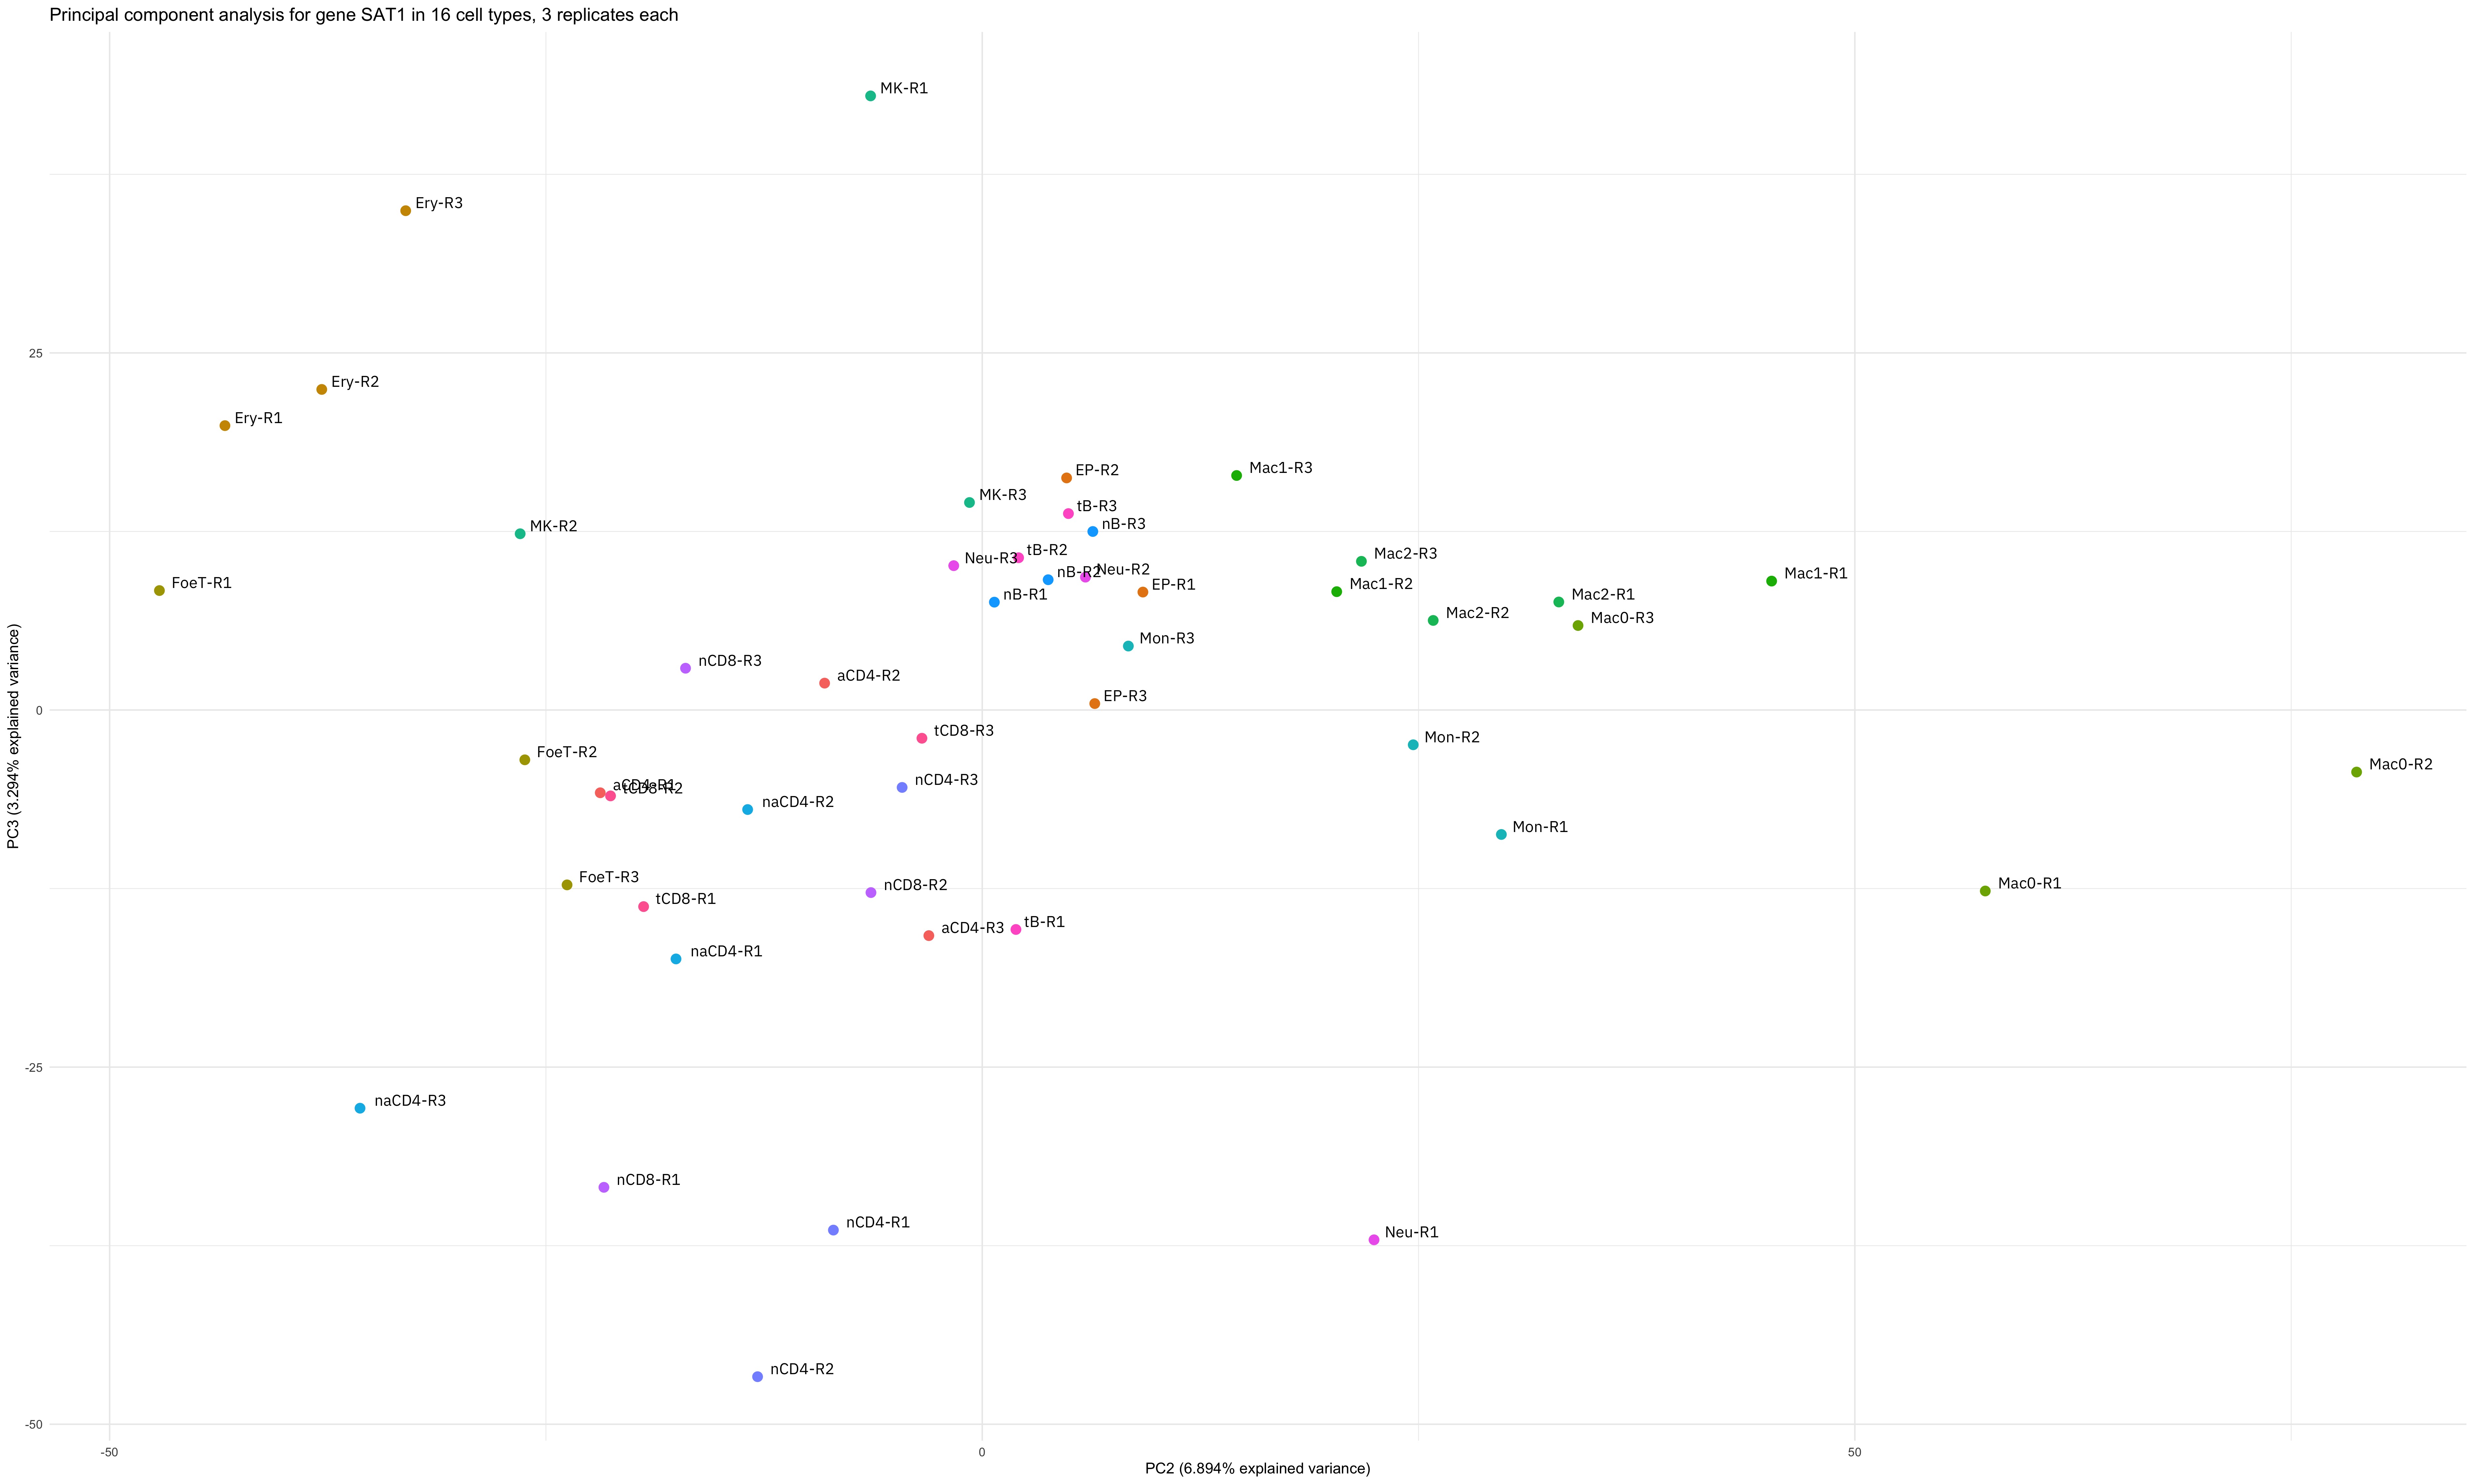 Principal component analysis for gene SAT1 in 16 cell types, 3 replicates each
MK-R1
Ery-R3
25
Ery-R2
Ery-R1
EP-R2
Mac1-R3
MK-R3
tB-R3
nB-R3
MK-R2
tB-R2
Neu-R3
Mac2-R3
nB-R2
Neu-R2
Mac1-R1
FoeT-R1
EP-R1
Mac1-R2
nB-R1
Mac2-R1
Mac2-R2
Mac0-R3
Mon-R3
nCD8-R3
aCD4-R2
EP-R3
0
tCD8-R3
Mon-R2
FoeT-R2
Mac0-R2
nCD4-R3
aCD4-R1
tCD8-R2
naCD4-R2
Mon-R1
PC3 (3.294% explained variance)
FoeT-R3
nCD8-R2
Mac0-R1
tCD8-R1
aCD4-R3
tB-R1
naCD4-R1
-25
naCD4-R3
nCD8-R1
nCD4-R1
Neu-R1
nCD4-R2
-50
-50
0
50
PC2 (6.894% explained variance)